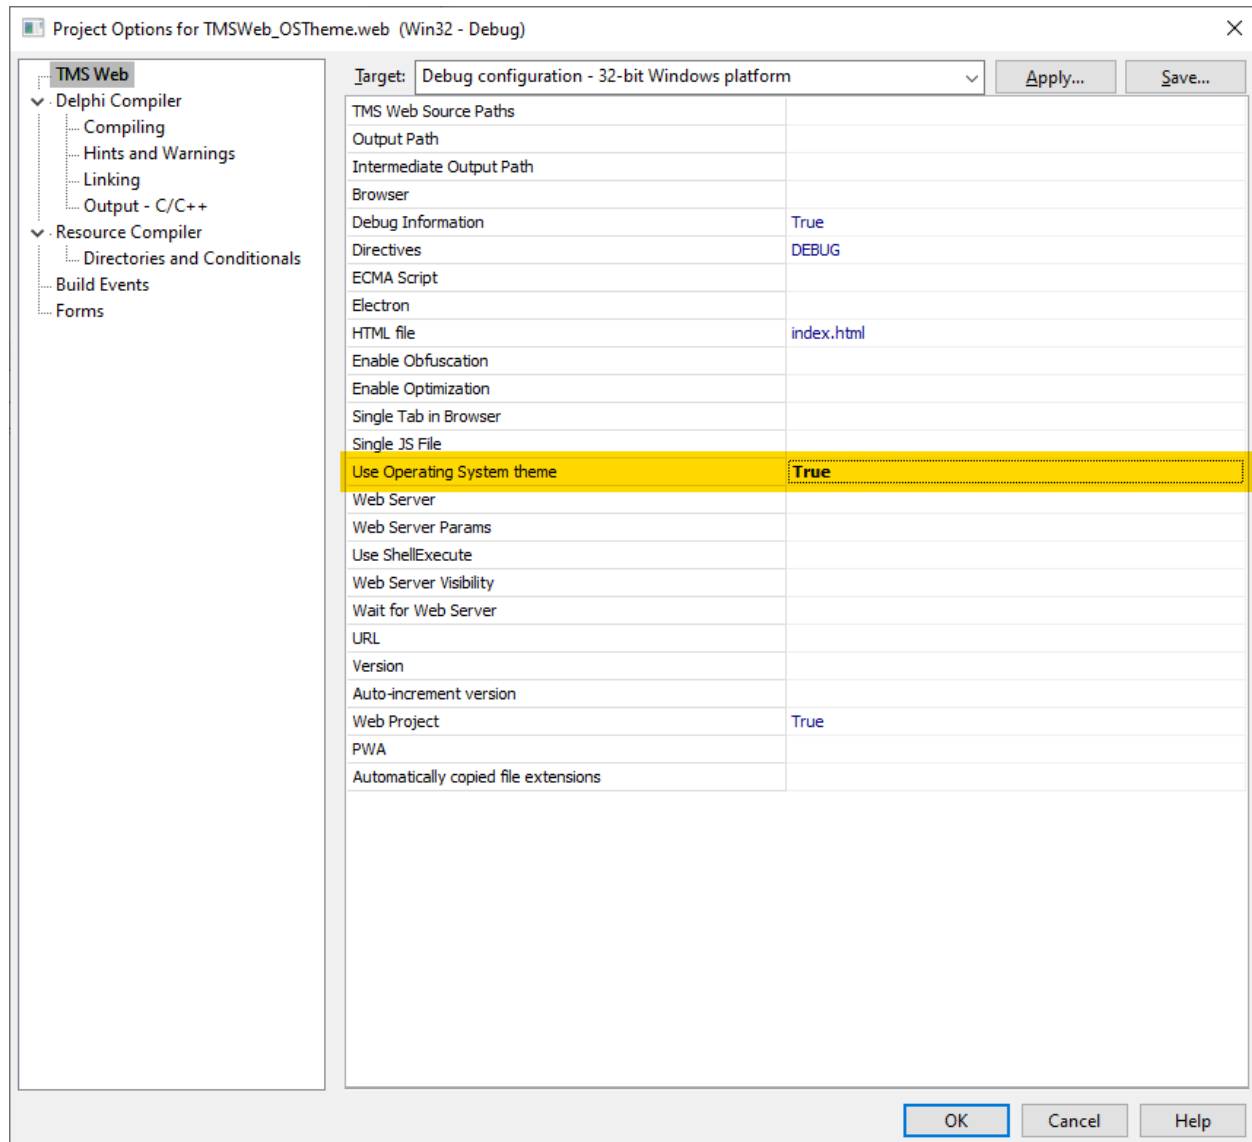 Project Options for TMSWeb_OSTheme.web (Win32 - Debug)
TMS Web
Delphi Compiler
Compiling
Hints and Warnings
Linking
Output - C/C++
Resource Compiler
Directories and Conditionals
Build Events
Forms
Target: Debug configuration - 32-bit Windows platform Apply... Save...
TMS Web Source Paths
Output Path
Intermediate Output Path
Browser
Debug Information True
Directives DEBUG
ECMA Script
Electron
HTML file index.html
Enable Obfuscation
Enable Optimization
Single Tab in Browser
Single JS File
Use Operating System theme True
Web Server
Web Server Params
Use ShellExecute
Web Server Visibility
Wait for Web Server
URL
Version
Auto-increment version
Web Project True
PWA
Automatically copied file extensions
OK Cancel Help